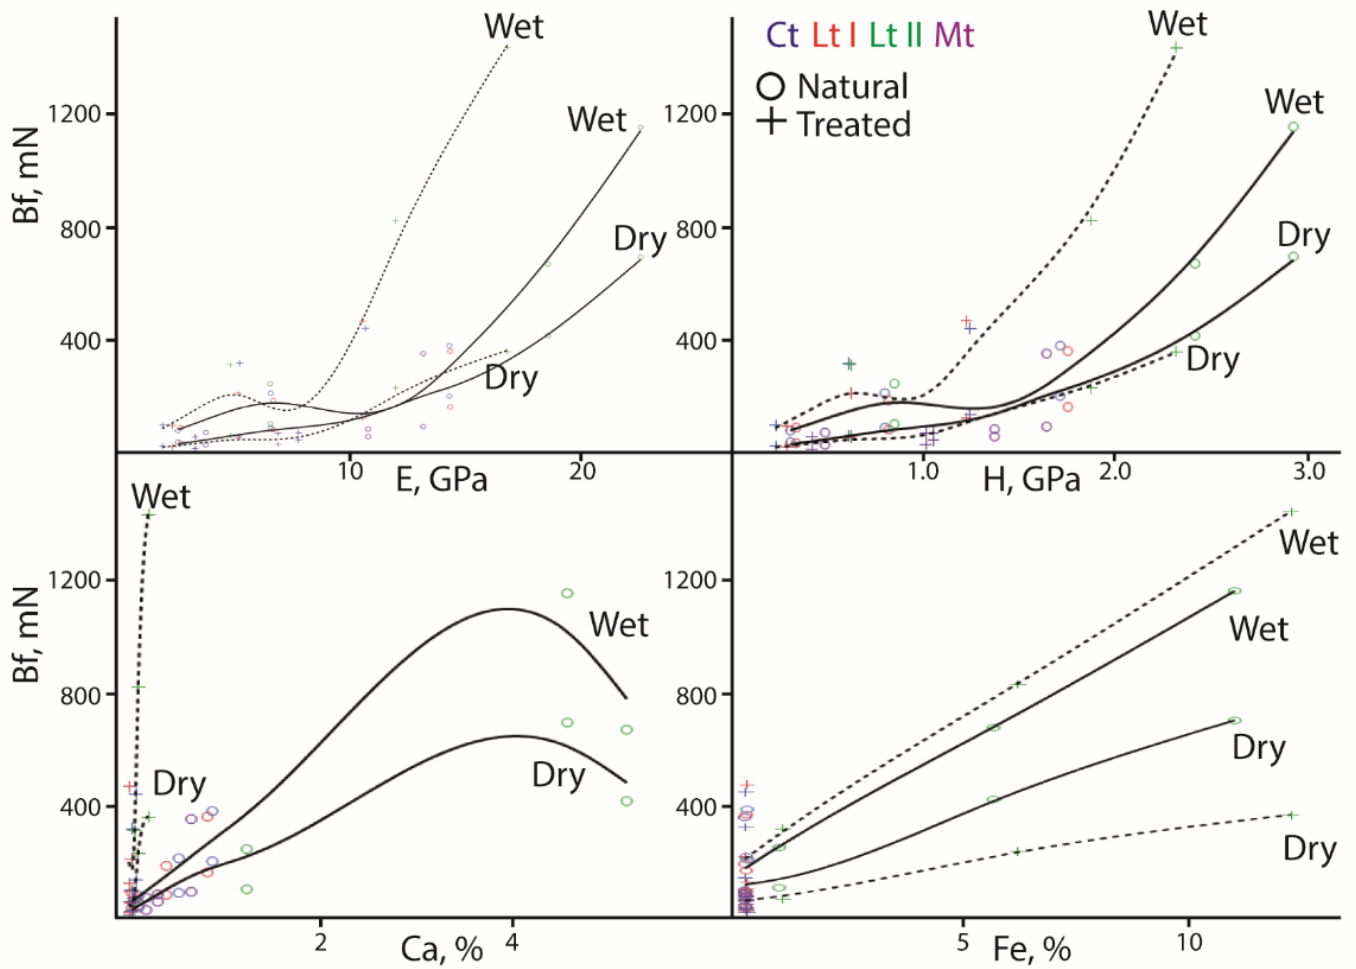 Wet
Wet
Dry
Dry
1200
800
400
Bf, mN
10
20
E, GPa
Ct Lt I Lt II Mt
Natural
Treated
Wet
Wet
Dry
Dry
1200
800
400
1.0
2.0
3.0
H, GPa
Wet
Dry
Wet
Dry
1200
800
400
Bf, mN
2
4
Ca, %
Wet
Wet
Dry
Dry
1200
800
400
5
10
Fe, %